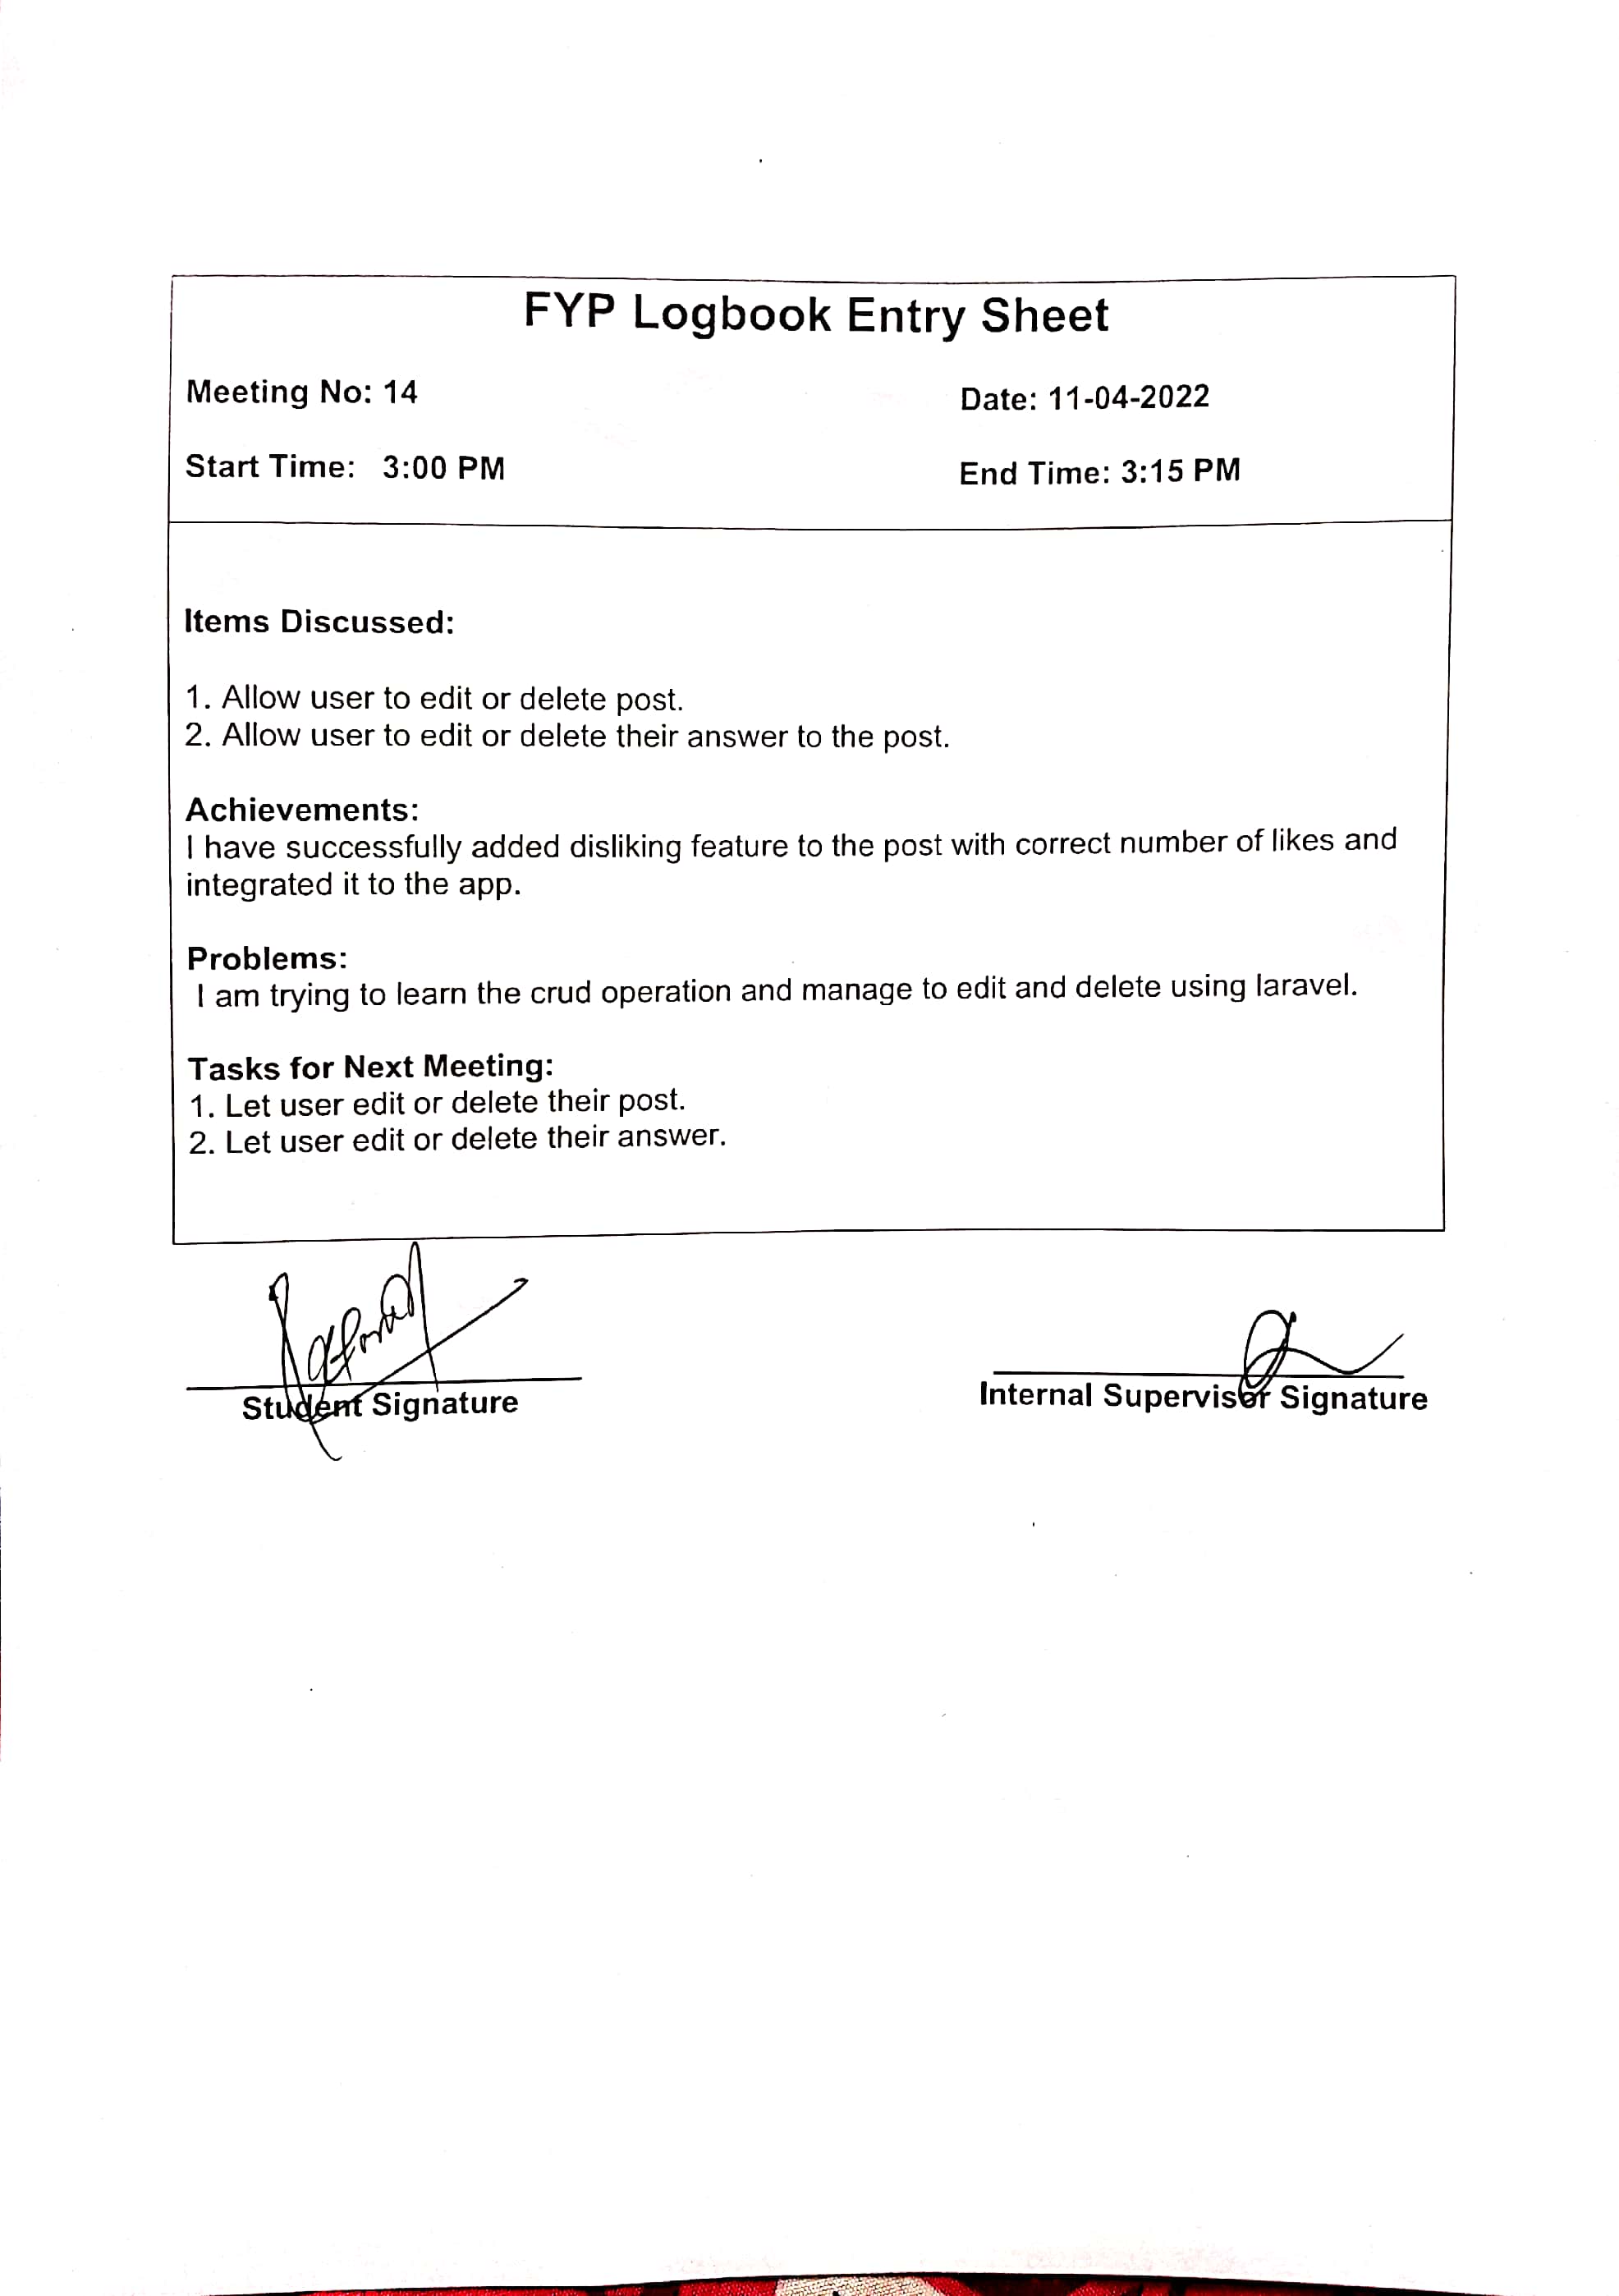 FYP Logbook Entry Sheet
Meeting No: 14
Date: 11-04-2022
Start Time: 3:00 PM
End Time: 3:15 PM
Items Discussed:
1. Allow user to edit or delete post.
2. Allow user to edit or delete their answer to the post.
Achievements:
I have successfully added disliking feature to the post with correct number of likes and
integrated it to the app.
Problems:
I am trying to learn the crud operation and manage to edit and delete using laravel.
Tasks for Next Meeting:
1. Let user edit or delete their post.
2. Let user edit or delete their answer.
Student Signature
Internal Supervisor Signature